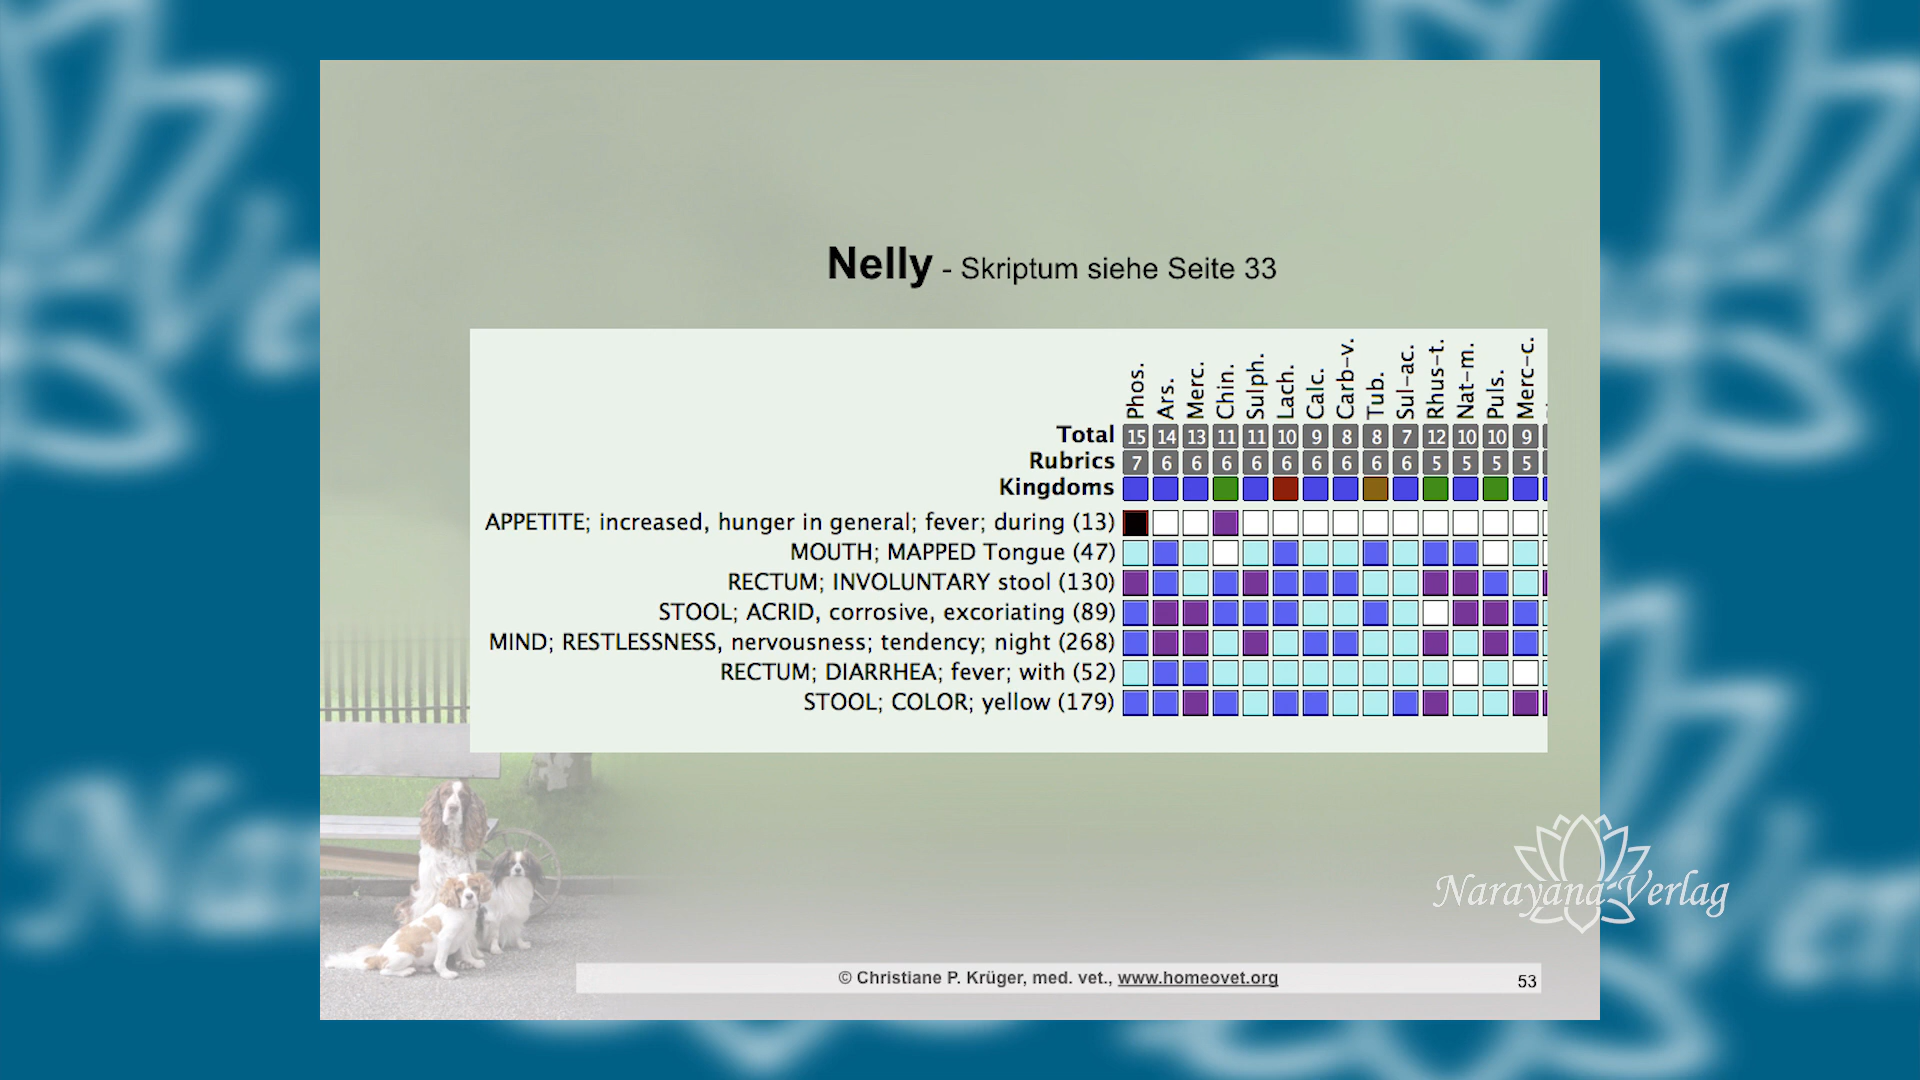 Nelly - Skriptum siehe Seite 33
Phos. Ars. Merc. Chin. Sulph. Lach. Calc. Carb-v. Tub. Sul-ac. Rhus-t. Nat-m. Puls. Merc-c.
Total 15 14 13 11 11 10 9 8 8 7 12 10 10 9
Rubrics 7 6 6 6 6 6 6 6 6 6 5 5 5 5
Kingdoms
APPETITE; increased, hunger in general; fever; during (13)
MOUTH; MAPPED Tongue (47)
RECTUM; INVOLUNTARY stool (130)
STOOL; ACRID, corrosive, excoriating (89)
MIND; RESTLESSNESS, nervousness; tendency; night (268)
RECTUM; DIARRHEA; fever; with (52)
STOOL; COLOR; yellow (179)
Narayana Verlag
© Christiane P. Krüger, med. vet., www.homeovet.org
53